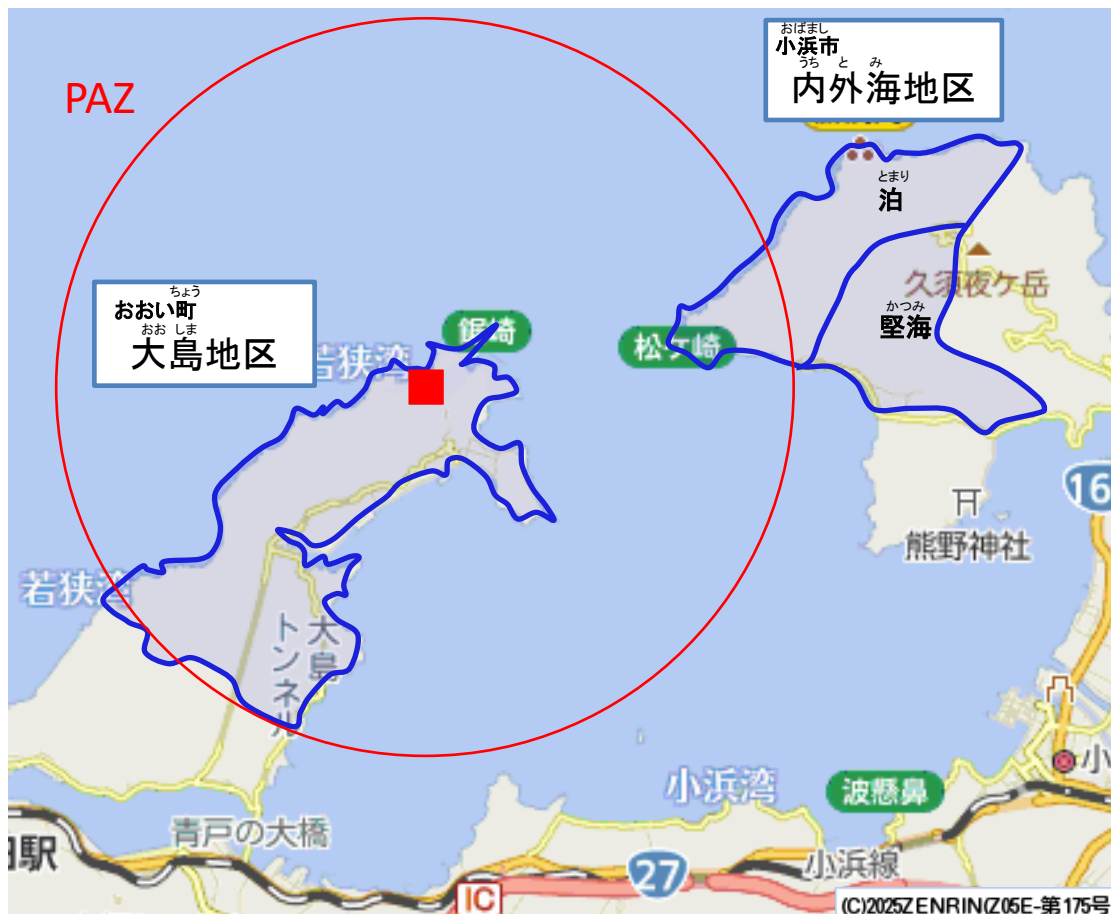 おばまし
小浜市
うち と み
内外海地区
PAZ
とまり
泊
久須夜ケ岳
かつみ
堅海
ちょう
おおい町
おお しま
大島地区
若狭湾
鋸崎
松ケ崎
16
熊野神社
若狭湾
大島
トンネル
小
小浜湾
波懸鼻
青戸の大橋
駅
27
小浜線
IC
(C)2025ZENRIN(Z05E-第175号